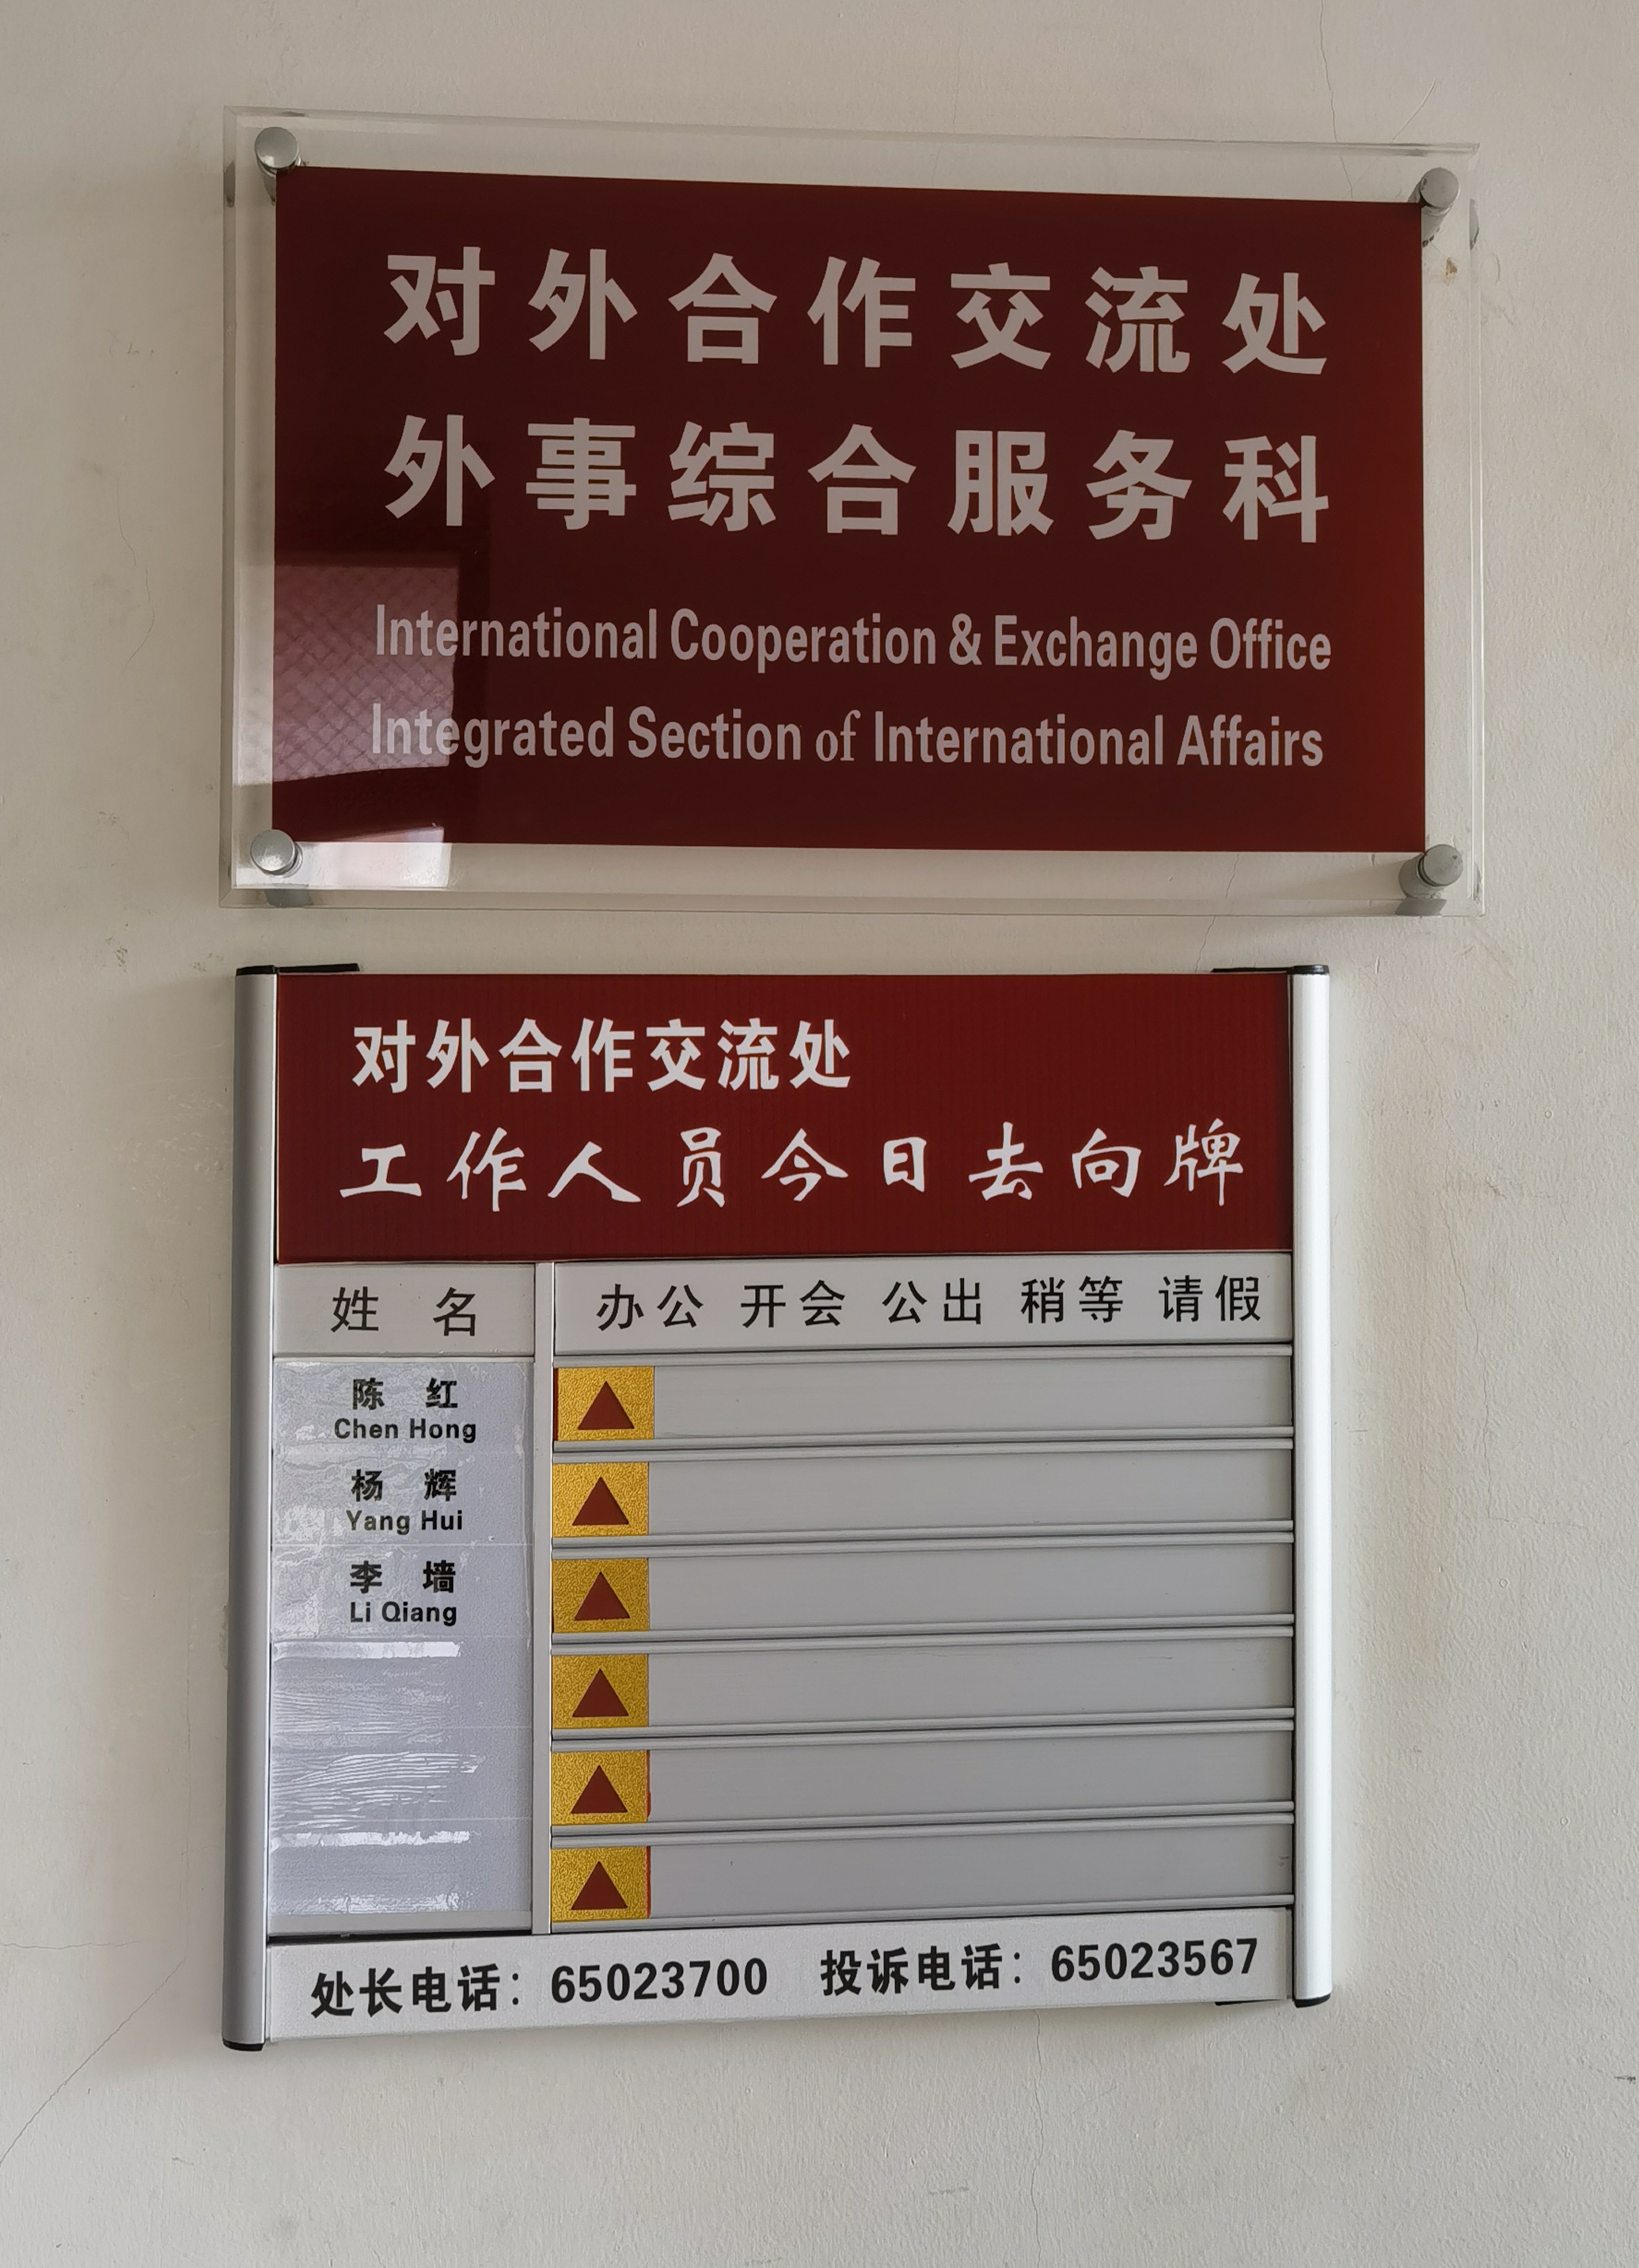 对外合作交流处
外事综合服务科
International Cooperation & Exchange Office
Integrated Section of International Affairs
对外合作交流处
工作人员今日去向牌
姓 名 办公 开会 公出 稍等 请假
陈 红
Chen Hong
杨 辉
Yang Hui
李 墙
Li Qiang
处长电话：65023700 投诉电话：65023567